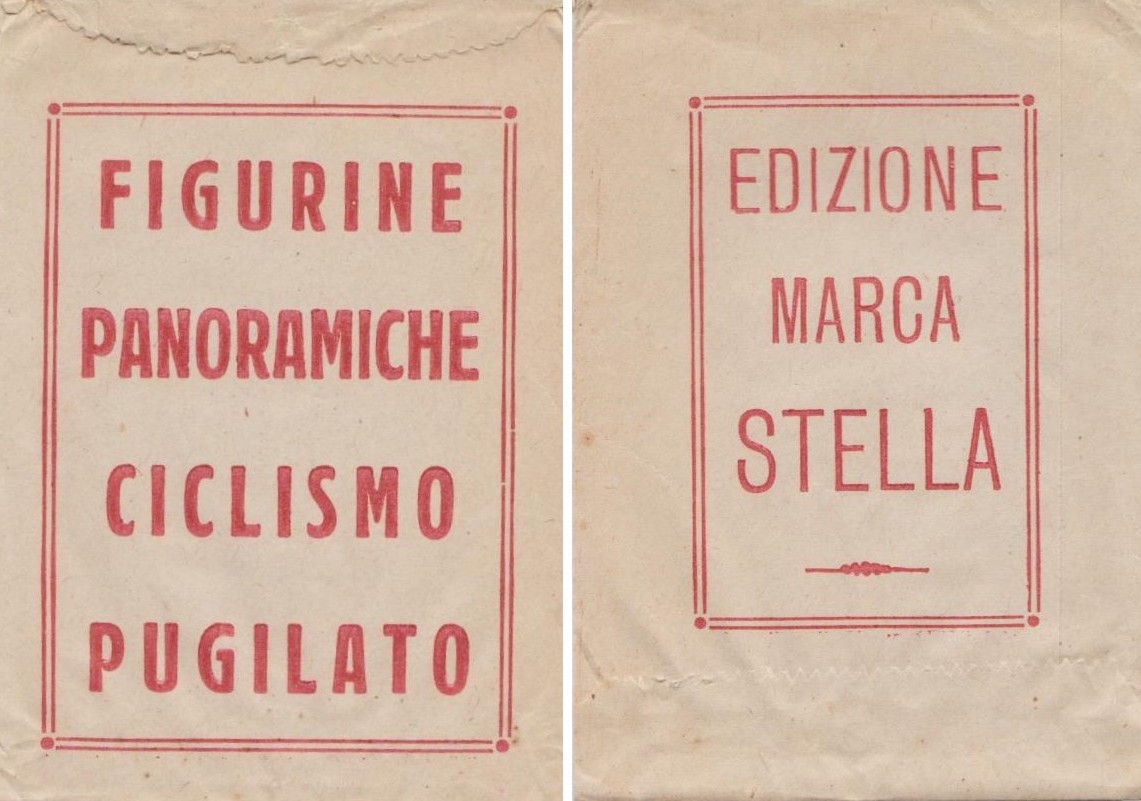 FIGURINE
PANORAMICHE
CICLISMO
PUGILATO
EDIZIONE
MARCA
STELLA